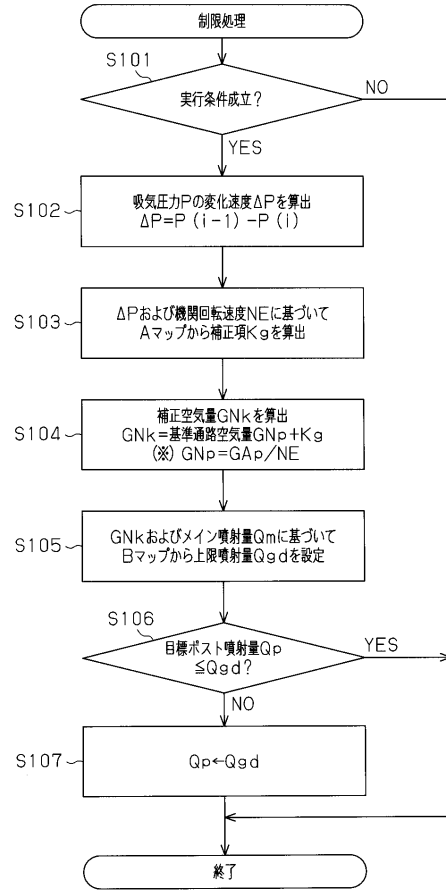 制限処理
S101
実行条件成立?
NO
YES
S102
吸気圧力Pの変化速度ΔPを算出
ΔP=P(i-1)-P(i)
S103
ΔPおよび機関回転速度NEに基づいて
Aマップから補正項Kgを算出
S104
補正空気量GNkを算出
GNk=基準通路空気量GNp+Kg
(※) GNp=GAp/NE
S105
GNkおよびメイン噴射量Qmに基づいて
Bマップから上限噴射量Qgdを設定
S106
目標ポスト噴射量Qp
≦Qgd?
YES
NO
S107
Qp←Qgd
終了